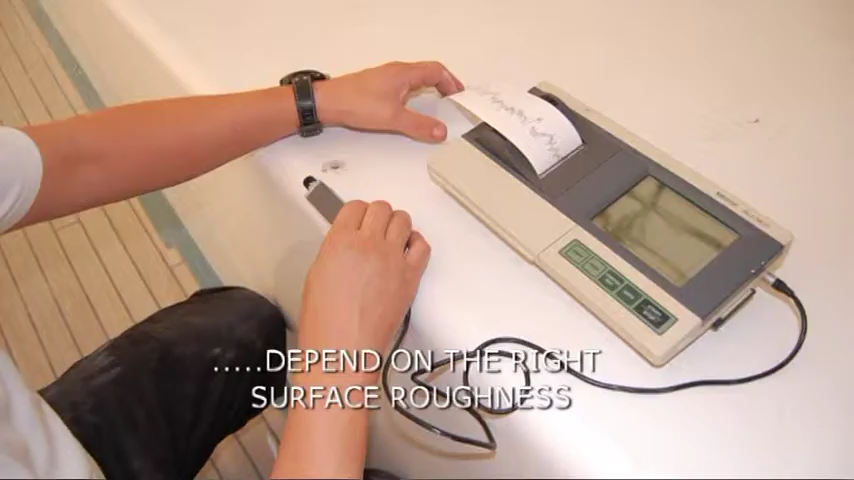 .....DEPEND ON THE RIGHT
SURFACE ROUGHNESS